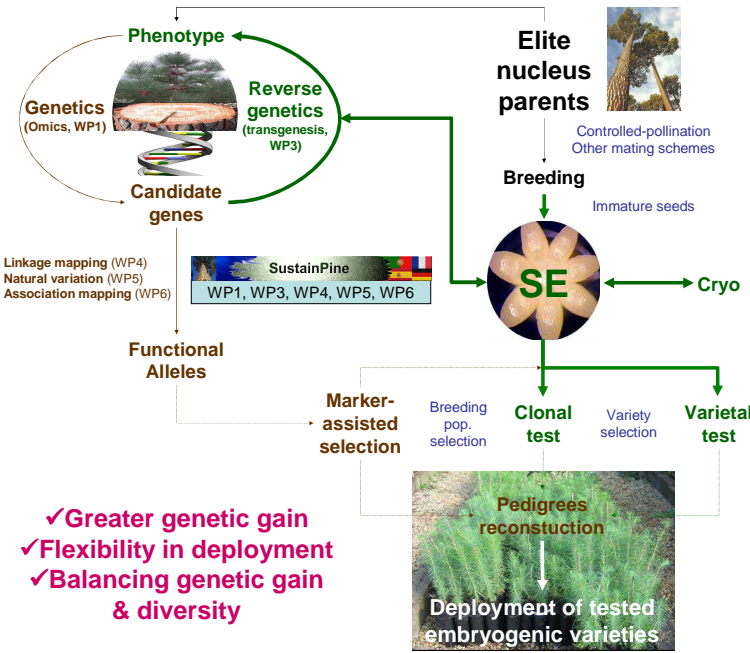 Phenotype
Elite
nucleus
parents
Genetics
(Omics, WP1)
Reverse
genetics
(transgenesis,
WP3)
Controlled-pollination
Other mating schemes
Breeding
Candidate
genes
Immature seeds
Linkage mapping (WP4)
Natural variation (WP5)
Association mapping (WP6)
SustainPine
WP1, WP3, WP4, WP5, WP6
SE
Cryo
Functional
Alleles
Marker-
assisted
selection
Breeding
pop.
selection
Clonal
test
Variety
selection
Varietal
test
Pedigrees
reconstuction
✓Greater genetic gain
✓Flexibility in deployment
✓Balancing genetic gain
& diversity
Deployment of tested
embryogenic varieties